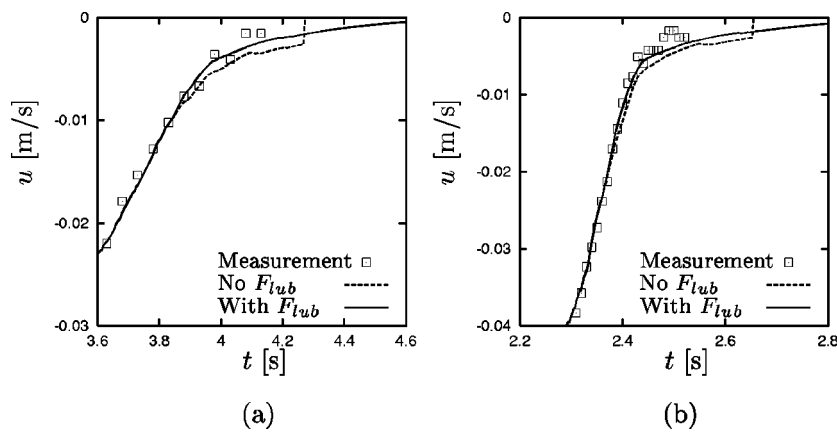 0
-0.01
-0.02
-0.03
u [m/s]
Measurement
No F_lub
With F_lub
3.6 3.8 4 4.2 4.4 4.6
t [s]
(a)
0
-0.01
-0.02
-0.03
-0.04
u [m/s]
Measurement
No F_lub
With F_lub
2.2 2.4 2.6 2.8
t [s]
(b)